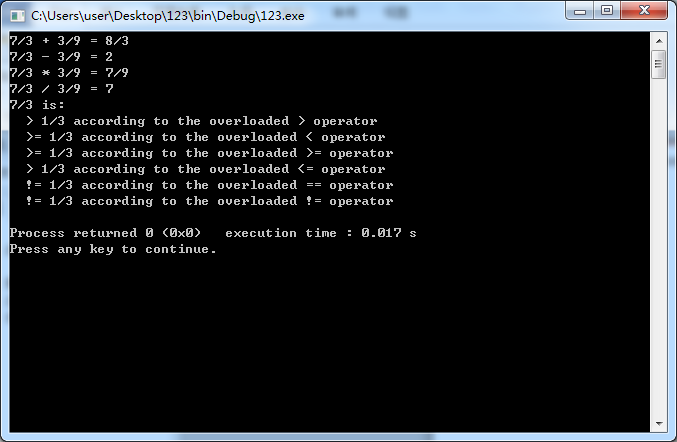 C:\Users\user\Desktop\123\bin\Debug\123.exe
7/3 + 3/9 = 8/3
7/3 - 3/9 = 2
7/3 * 3/9 = 7/9
7/3 / 3/9 = 7
7/3 is:
  > 1/3 according to the overloaded > operator
  >= 1/3 according to the overloaded < operator
  >= 1/3 according to the overloaded >= operator
  > 1/3 according to the overloaded <= operator
  != 1/3 according to the overloaded == operator
  != 1/3 according to the overloaded != operator
Process returned 0 (0x0)   execution time : 0.017 s
Press any key to continue.